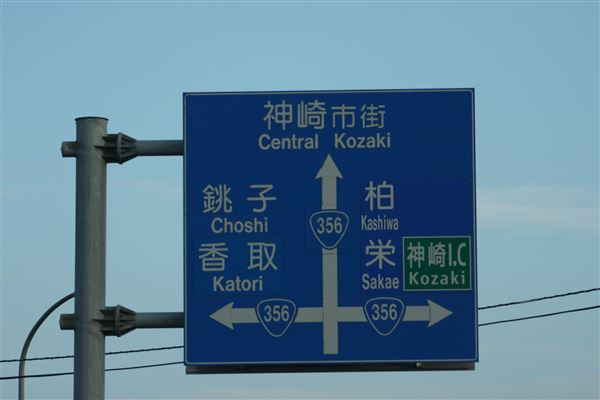 神崎市街
Central Kozaki
銚子
Choshi
香取
Katori
356
柏
Kashiwa
栄
Sakae
神崎I.C
Kozaki
356
356